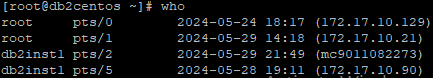 [root@db2centos ~]# who
root pts/0 2024-05-24 18:17 (172.17.10.129)
root pts/1 2024-05-29 14:18 (172.17.10.21)
db2inst1 pts/2 2024-05-29 21:49 (mc9011082273)
db2inst1 pts/5 2024-05-28 19:11 (172.17.10.90)